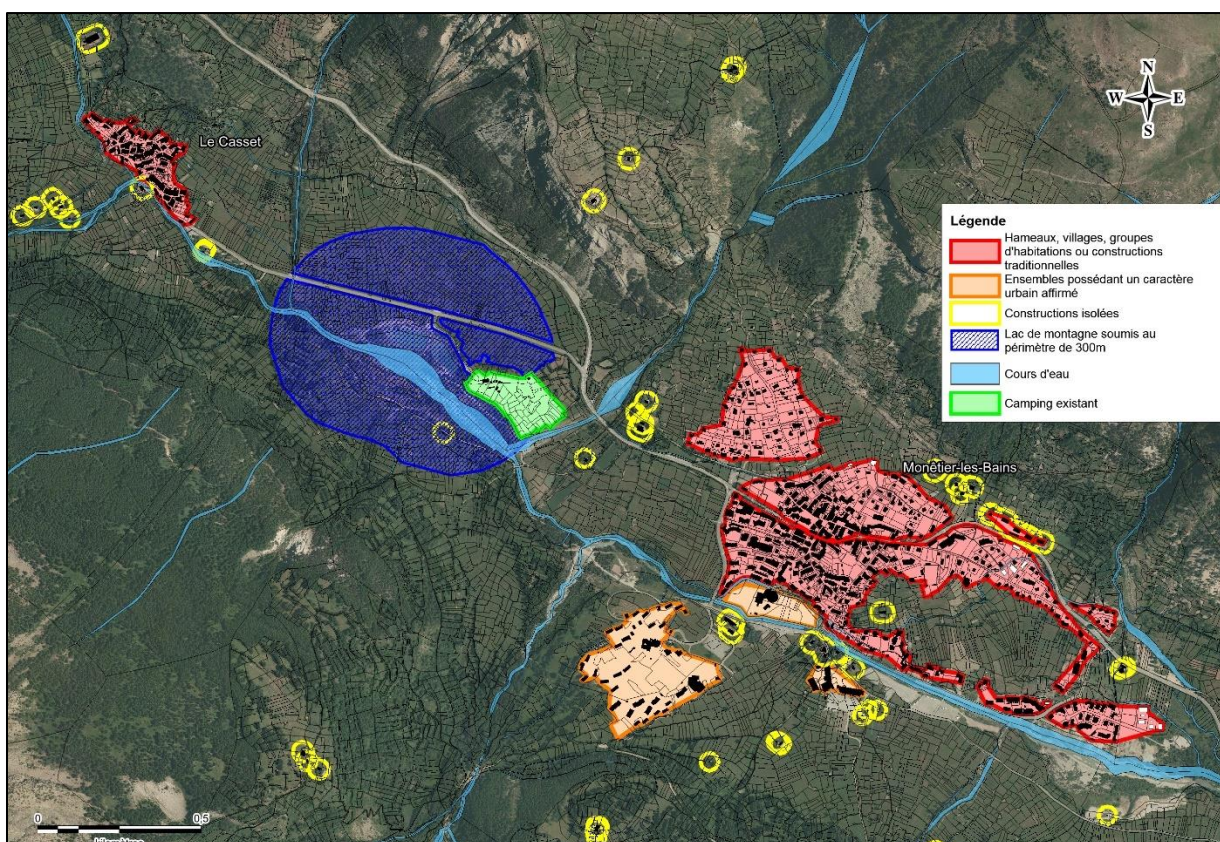 Le Casset
N
W E
S
Légende
Hameaux, villages, groupes
d'habitations ou constructions
traditionnelles
Ensembles possédant un caractère
urbain affirmé
Constructions isolées
Lac de montagne soumis au
périmètre de 300m
Cours d'eau
Camping existant
Monêtier-les-Bains
0 0,5
kilomètres